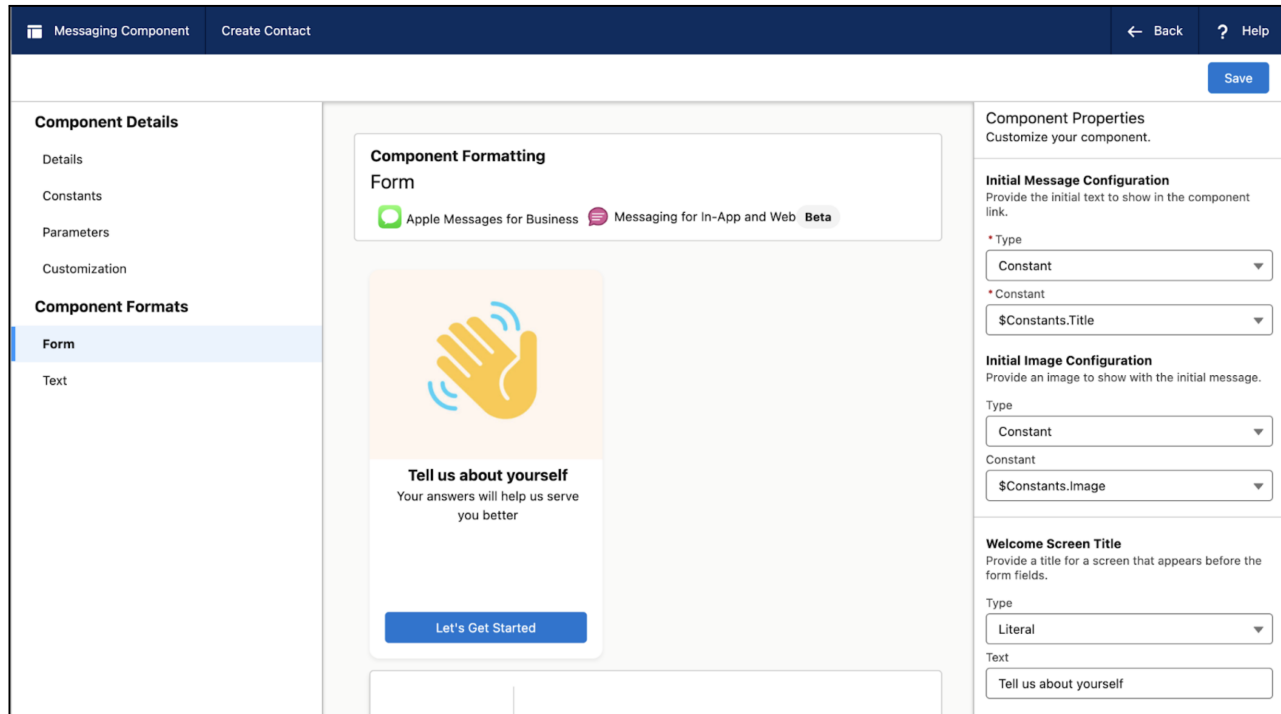 Messaging Component
Create Contact
Back
? Help
Save
Component Details
Details
Constants
Parameters
Customization
Component Formats
Form
Text
Component Formatting
Form
Apple Messages for Business
Messaging for In-App and Web Beta
Tell us about yourself
Your answers will help us serve
you better
Let's Get Started
Component Properties
Customize your component.
Initial Message Configuration
Provide the initial text to show in the component
link.
* Type
Constant
* Constant
$Constants.Title
Initial Image Configuration
Provide an image to show with the initial message.
Type
Constant
Constant
$Constants.Image
Welcome Screen Title
Provide a title for a screen that appears before the
form fields.
Type
Literal
Text
Tell us about yourself